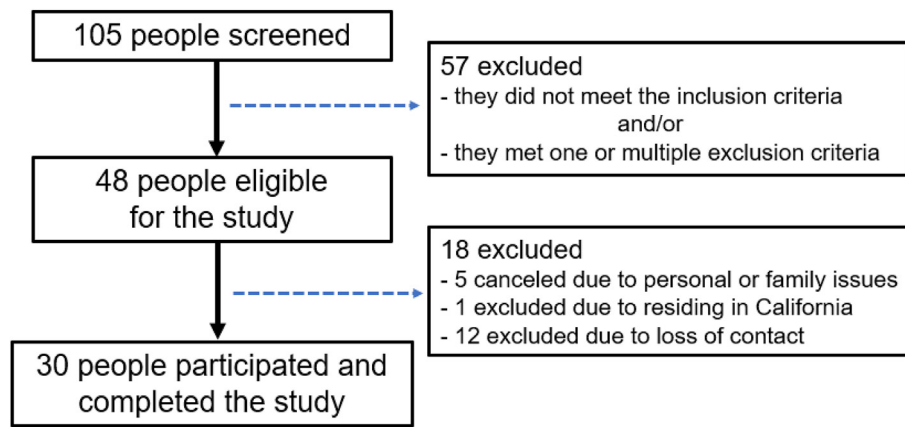 105 people screened
57 excluded
- they did not meet the inclusion criteria
and/or
- they met one or multiple exclusion criteria
48 people eligible
for the study
18 excluded
- 5 canceled due to personal or family issues
- 1 excluded due to residing in California
- 12 excluded due to loss of contact
30 people participated and
completed the study